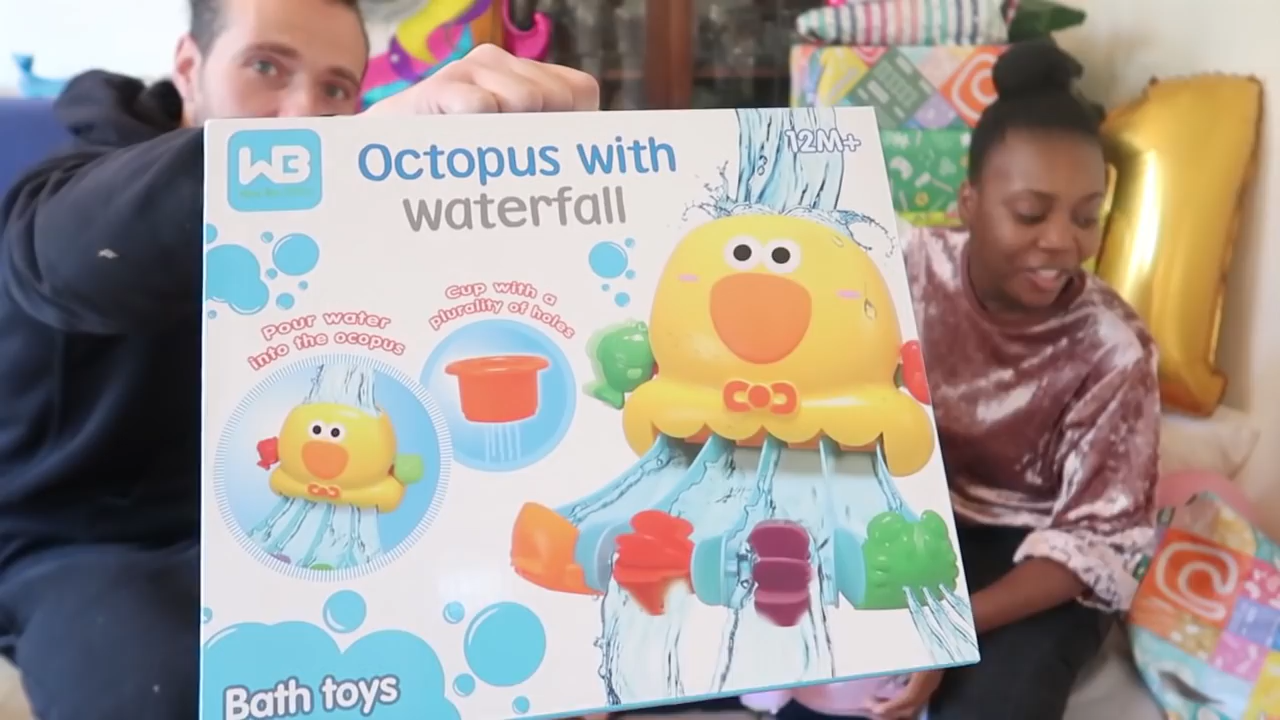 WB
Octopus with
waterfall
12M+
Cup with a
plurality of holes
Pour water
into the ocopus
Bath toys